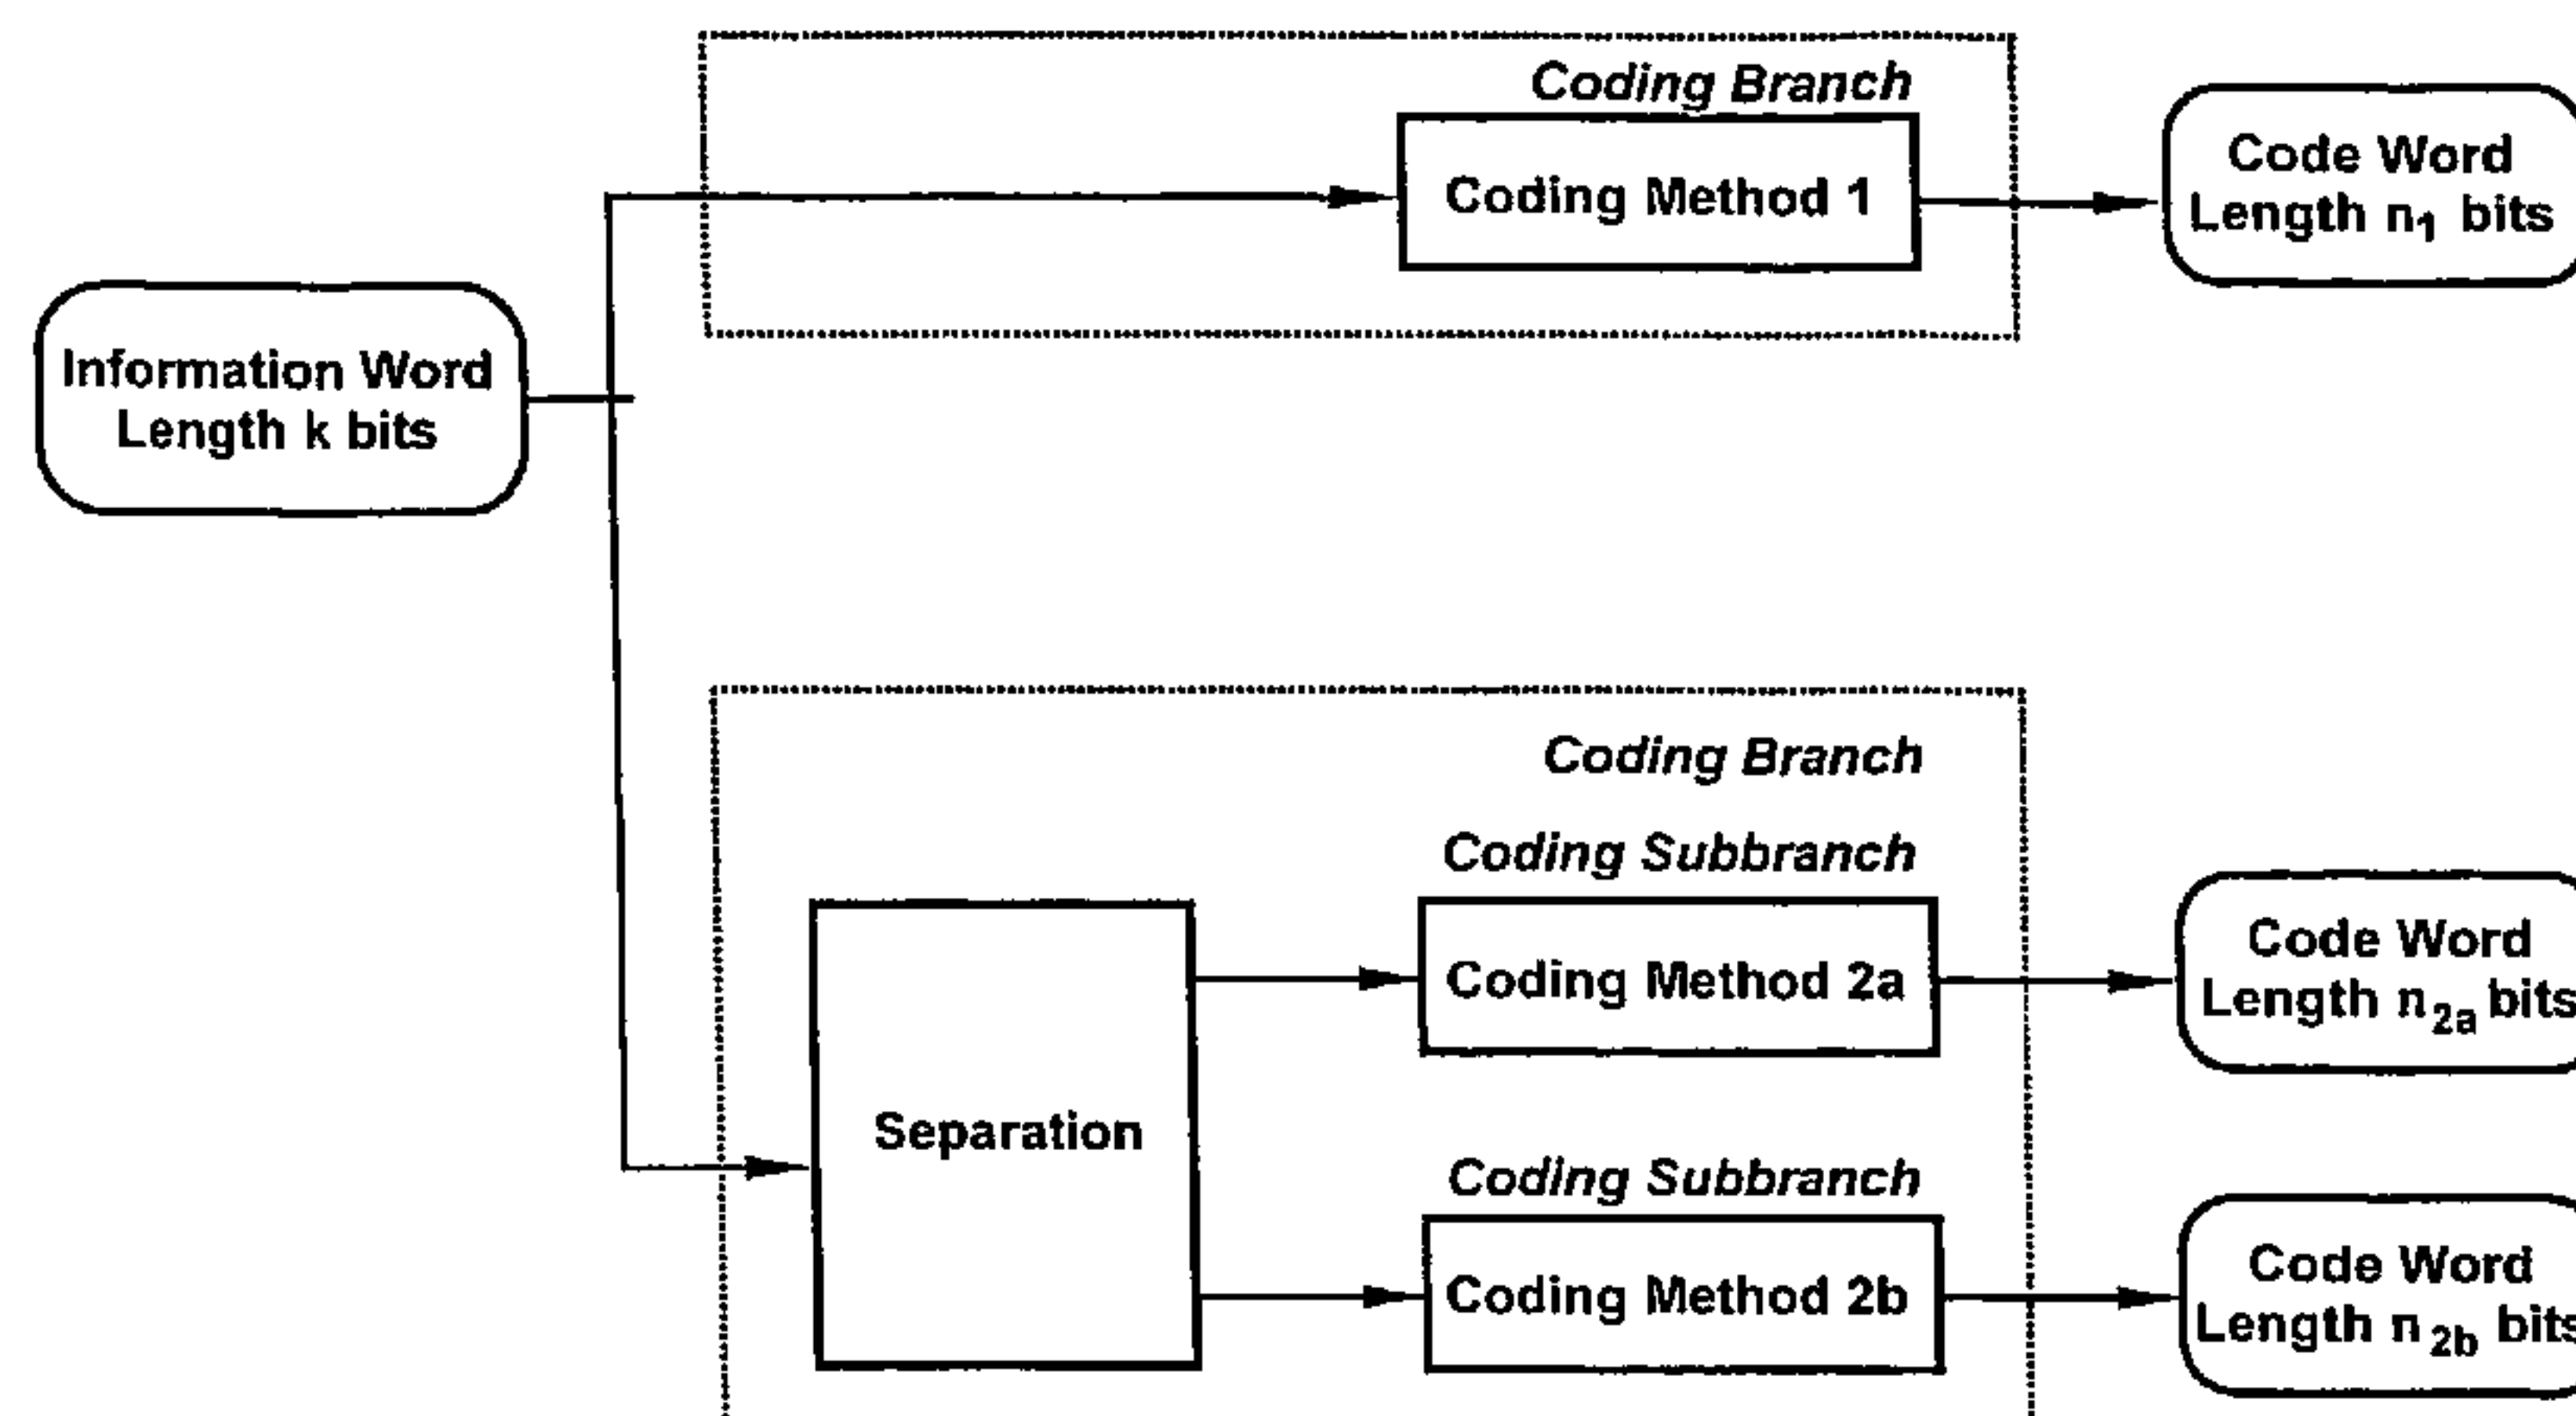 Coding Branch
Coding Method 1
Code Word
Length n₁ bits
Information Word
Length k bits
Coding Branch
Coding Subbranch
Coding Method 2a
Code Word
Length n₂ₐ bits
Separation
Coding Subbranch
Coding Method 2b
Code Word
Length n_2b bits